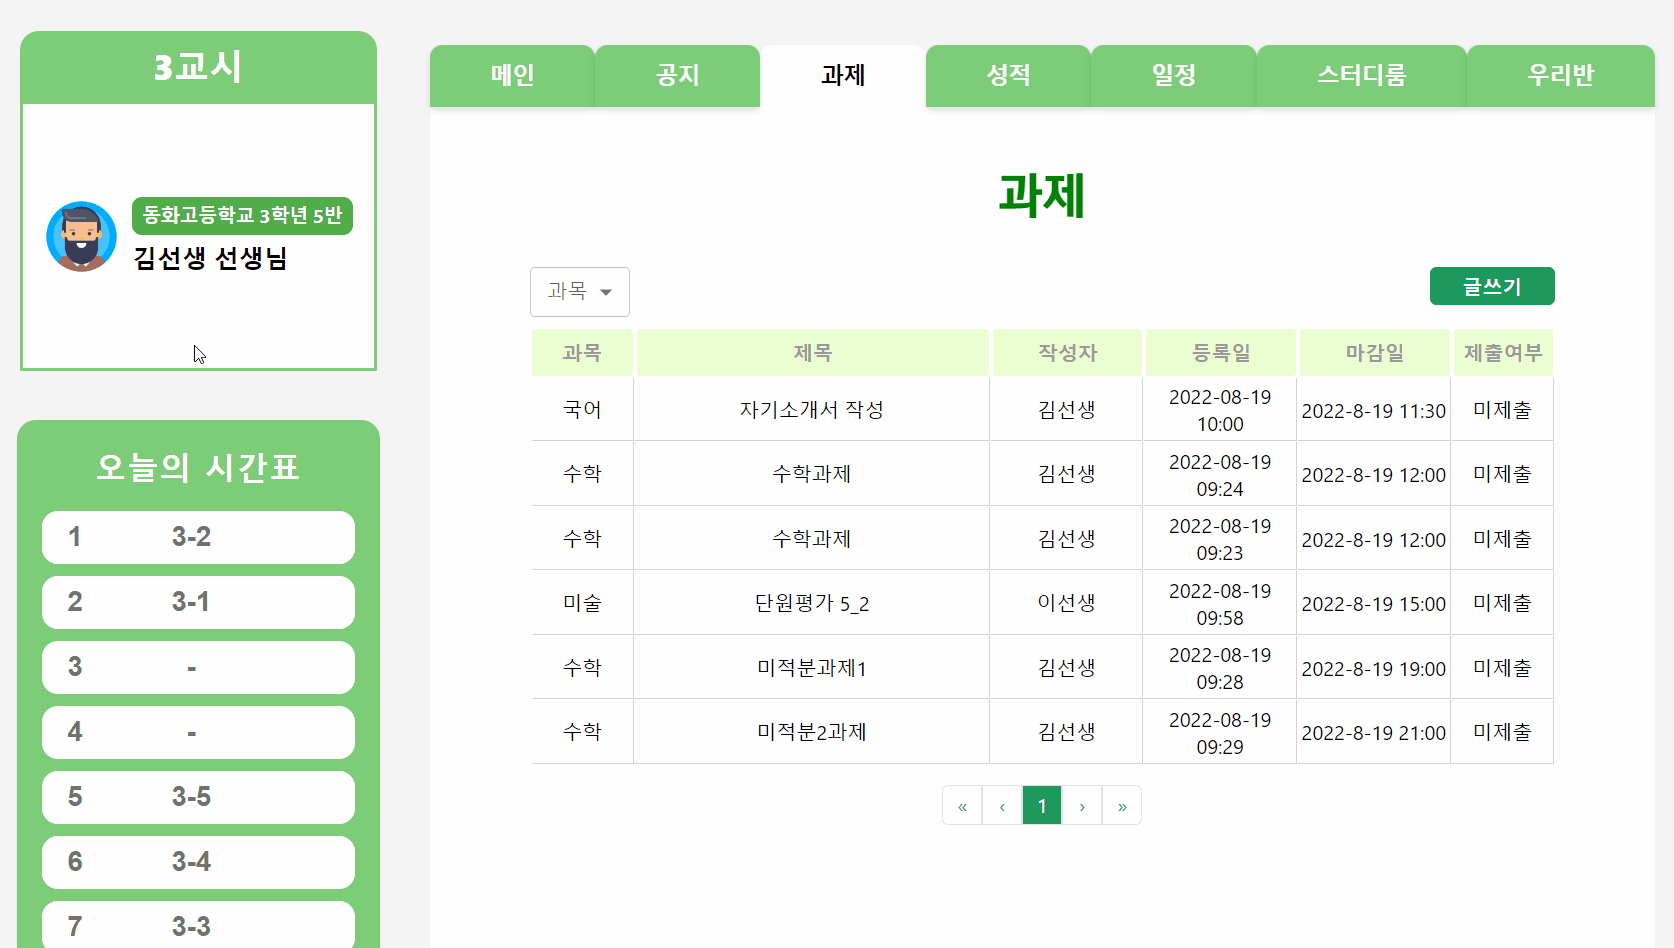 3교시
동화고등학교 3학년 5반
김선생 선생님
오늘의 시간표
1 3-2
2 3-1
3 -
4 -
5 3-5
6 3-4
7 3-3
메인 공지 과제 성적 일정 스터디룸 우리반
과제
과목
글쓰기
과목 제목 작성자 등록일 마감일 제출여부
국어 자기소개서 작성 김선생 2022-08-19 10:00 2022-8-19 11:30 미제출
수학 수학과제 김선생 2022-08-19 09:24 2022-8-19 12:00 미제출
수학 수학과제 김선생 2022-08-19 09:23 2022-8-19 12:00 미제출
미술 단원평가 5_2 이선생 2022-08-19 09:58 2022-8-19 15:00 미제출
수학 미적분과제1 김선생 2022-08-19 09:28 2022-8-19 19:00 미제출
수학 미적분2과제 김선생 2022-08-19 09:29 2022-8-19 21:00 미제출
« ‹ 1 › »